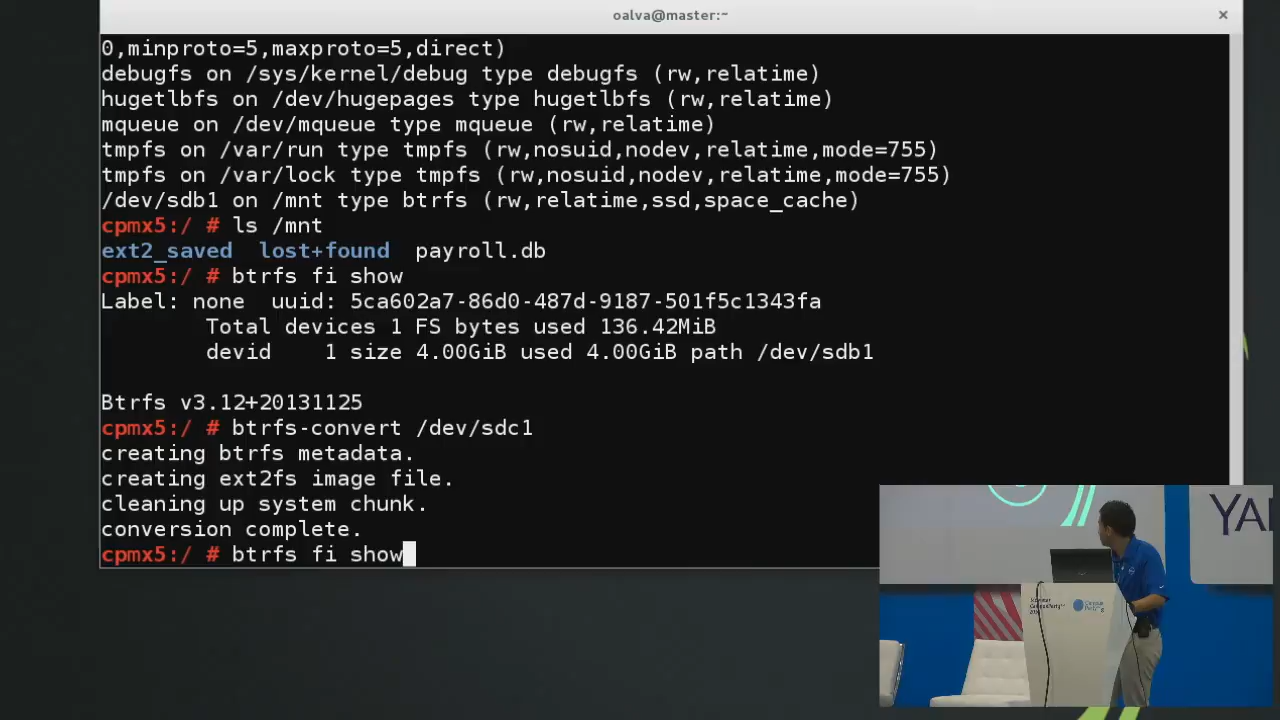 oalva@master:~
0,minproto=5,maxproto=5,direct)
debugfs on /sys/kernel/debug type debugfs (rw,relatime)
hugetlbfs on /dev/hugepages type hugetlbfs (rw,relatime)
mqueue on /dev/mqueue type mqueue (rw,relatime)
tmpfs on /var/run type tmpfs (rw,nosuid,nodev,relatime,mode=755)
tmpfs on /var/lock type tmpfs (rw,nosuid,nodev,relatime,mode=755)
/dev/sdb1 on /mnt type btrfs (rw,relatime,ssd,space_cache)
cpmx5:/ # ls /mnt
ext2_saved lost+found payroll.db
cpmx5:/ # btrfs fi show
Label: none uuid: 5ca602a7-86d0-487d-9187-501f5c1343fa
Total devices 1 FS bytes used 136.42MiB
devid 1 size 4.00GiB used 4.00GiB path /dev/sdb1
Btrfs v3.12+20131125
cpmx5:/ # btrfs-convert /dev/sdc1
creating btrfs metadata.
creating ext2fs image file.
cleaning up system chunk.
conversion complete.
cpmx5:/ # btrfs fi show
YA